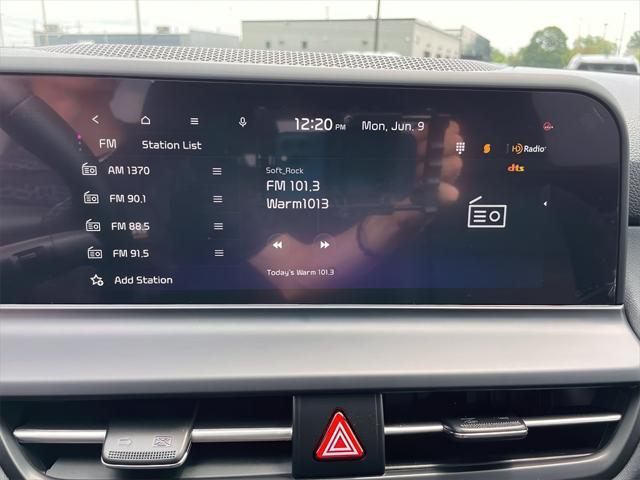 12:20 PM Mon, Jun. 9
FM Station List
HD Radio
dts
AM 1370
FM 90.1
FM 88.5
FM 91.5
Add Station
Soft_Rock
FM 101.3
Warm1013
Today's Warm 101.3